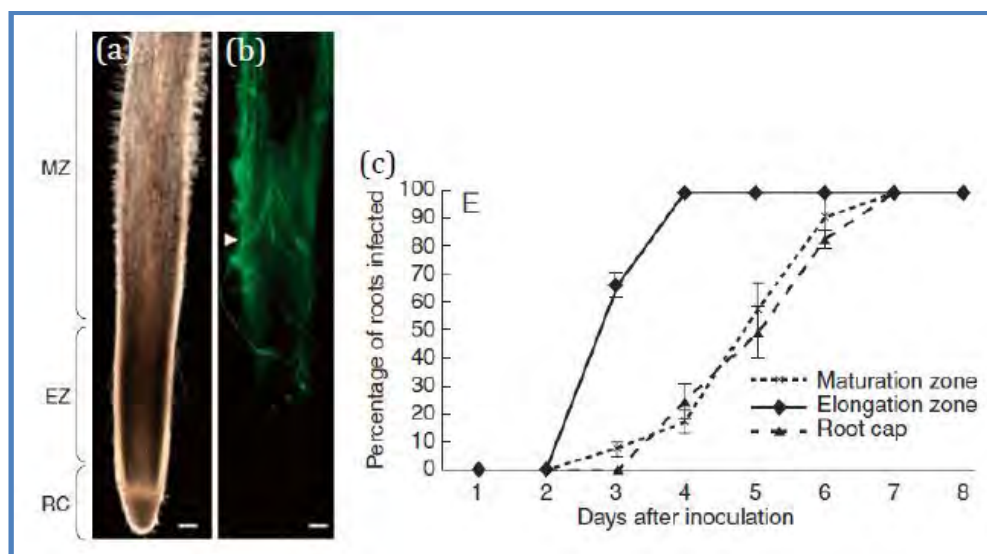 (a)
(b)
MZ
EZ
RC
(c)
E
Percentage of roots infected
100
90
80
70
60
50
40
30
20
10
0
1 2 3 4 5 6 7 8
Days after inoculation
Maturation zone
Elongation zone
Root cap